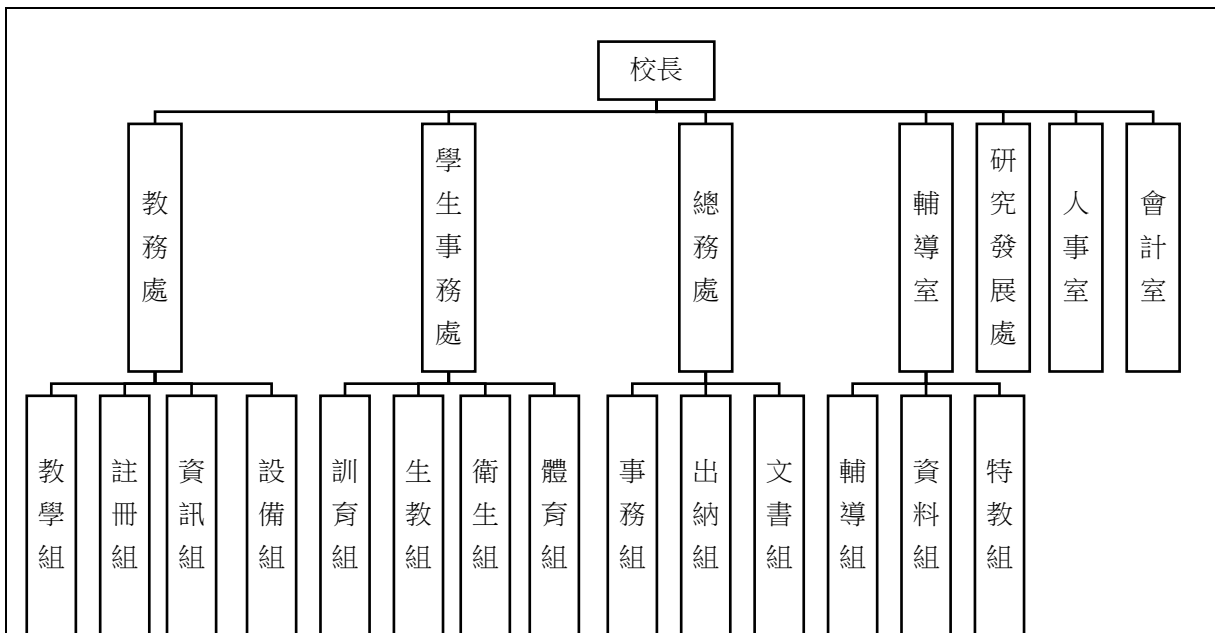 校長
教務處
學生事務處
總務處
輔導室
研究發展處
人事室
會計室
教學組
註冊組
資訊組
設備組
訓育組
生教組
衛生組
體育組
事務組
出納組
文書組
輔導組
資料組
特教組